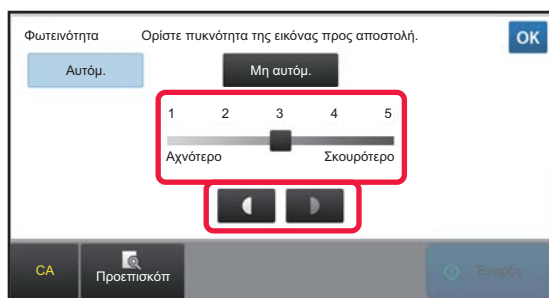 Φωτεινότητα Ορίστε πυκνότητα της εικόνας προς αποστολή. OK
Αυτόμ. Μη αυτόμ.
1 2 3 4 5
Αχνότερο Σκουρότερο
CA Προεπισκόπ Έναρξη